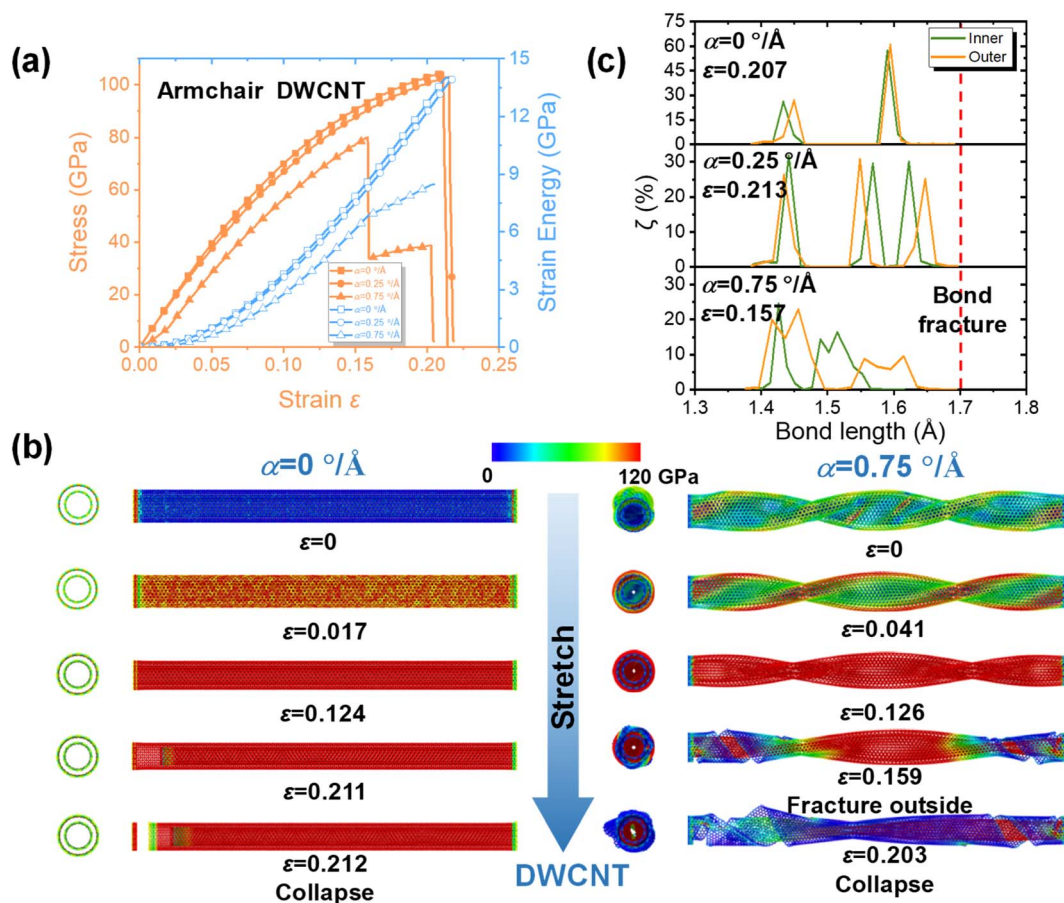 (a)
Armchair DWCNT
Stress (GPa)
100
80
60
40
20
0
0.00 0.05 0.10 0.15 0.20 0.25
Strain ε
15
12
9
6
3
0
Strain Energy (GPa)
α=0 °/Å
α=0.25 °/Å
α=0.75 °/Å
α=0 °/Å
α=0.25 °/Å
α=0.75 °/Å
(c)
α=0 °/Å
ε=0.207
Inner
Outer
75
60
45
30
15
0
α=0.25 °/Å
ε=0.213
30
20
10
0
ζ (%)
α=0.75 °/Å
ε=0.157
Bond
fracture
30
20
10
0
1.3 1.4 1.5 1.6 1.7 1.8
Bond length (Å)
(b)
α=0 °/Å
0 120 GPa
α=0.75 °/Å
ε=0
ε=0.017
ε=0.124
ε=0.211
ε=0.212
Collapse
Stretch
DWCNT
ε=0
ε=0.041
ε=0.126
ε=0.159
Fracture outside
ε=0.203
Collapse